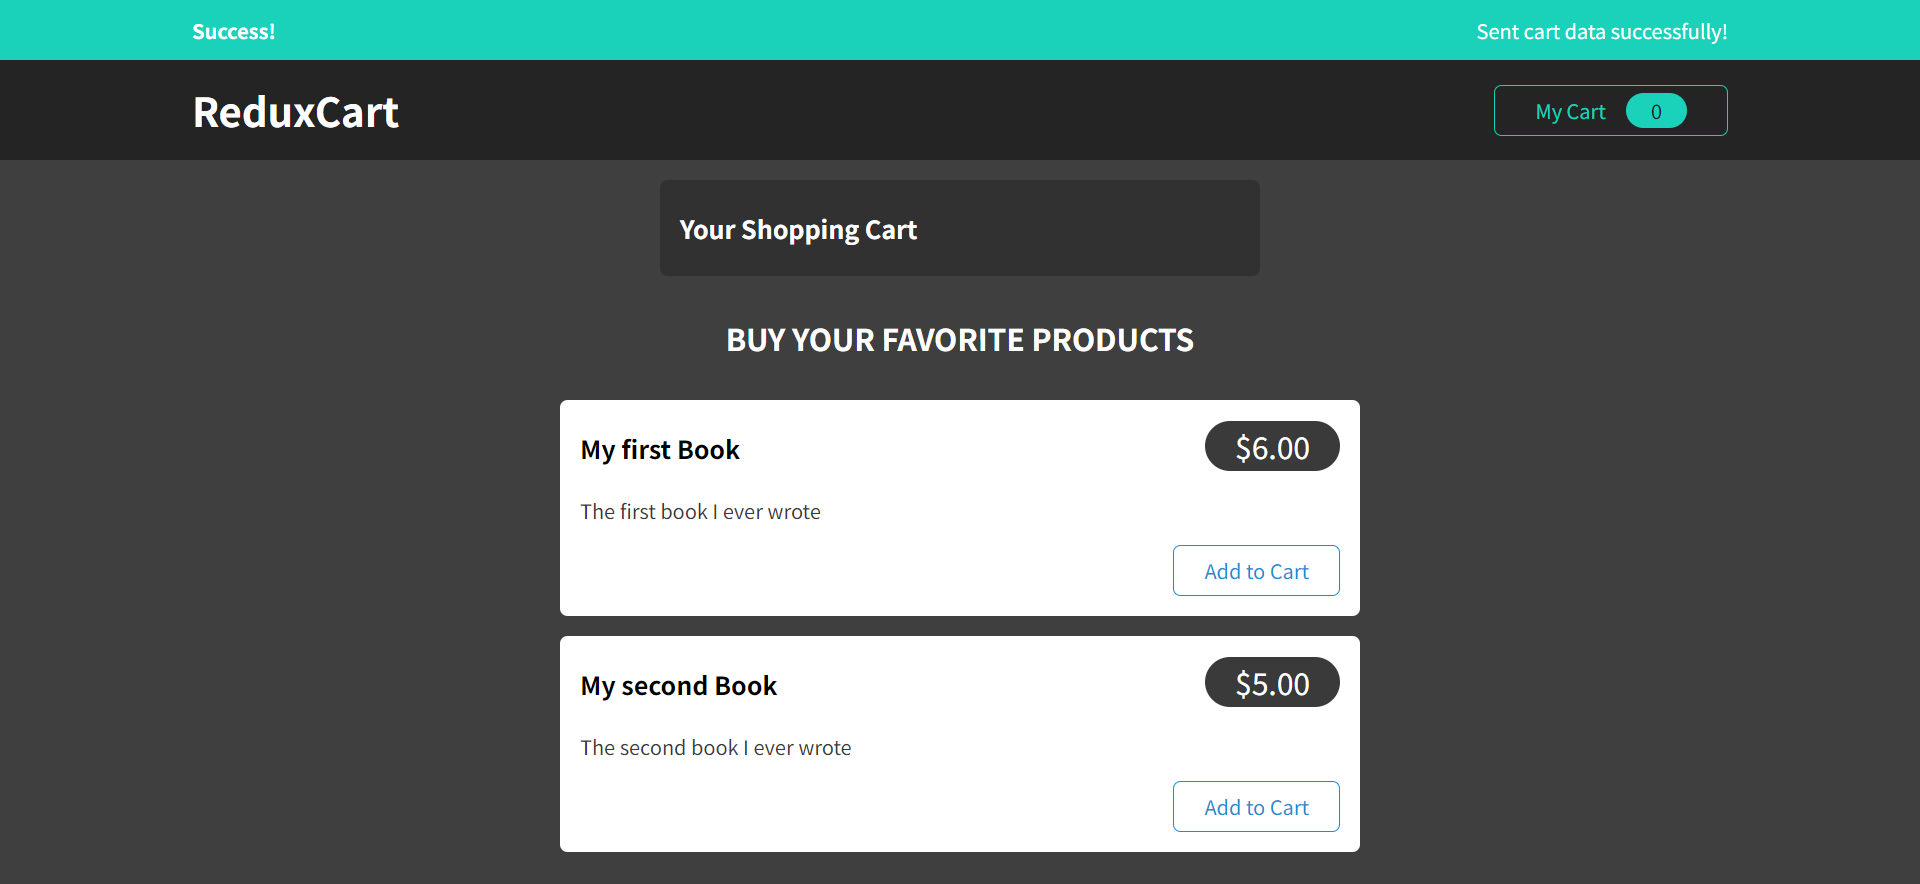 Success! Sent cart data successfully!
ReduxCart My Cart 0
Your Shopping Cart
BUY YOUR FAVORITE PRODUCTS
My first Book $6.00
The first book I ever wrote
Add to Cart
My second Book $5.00
The second book I ever wrote
Add to Cart